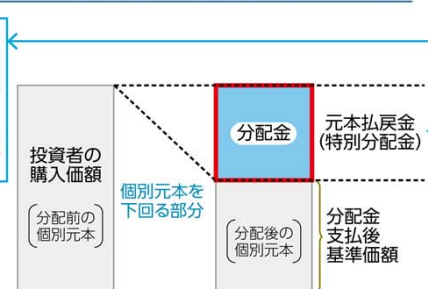 分配金
元本払戻金
(特別分配金)
投資者の
購入価額
(分配前の
個別元本)
個別元本を
下回る部分
(分配後の
個別元本)
分配金
支払後
基準価額